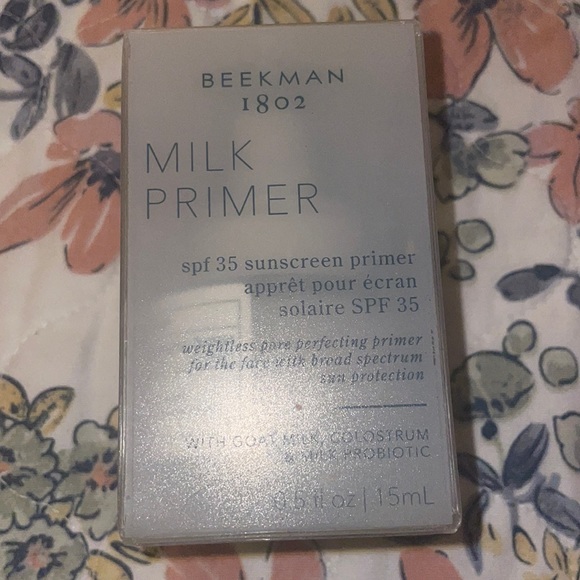 BEEKMAN
1802
MILK
PRIMER
spf 35 sunscreen primer
apprêt pour écran
solaire SPF 35
weightless pore perfecting primer
for the face with broad spectrum
sun protection
WITH GOAT MILK, COLOSTRUM
& MILK PROBIOTIC
0.5 fl oz | 15mL